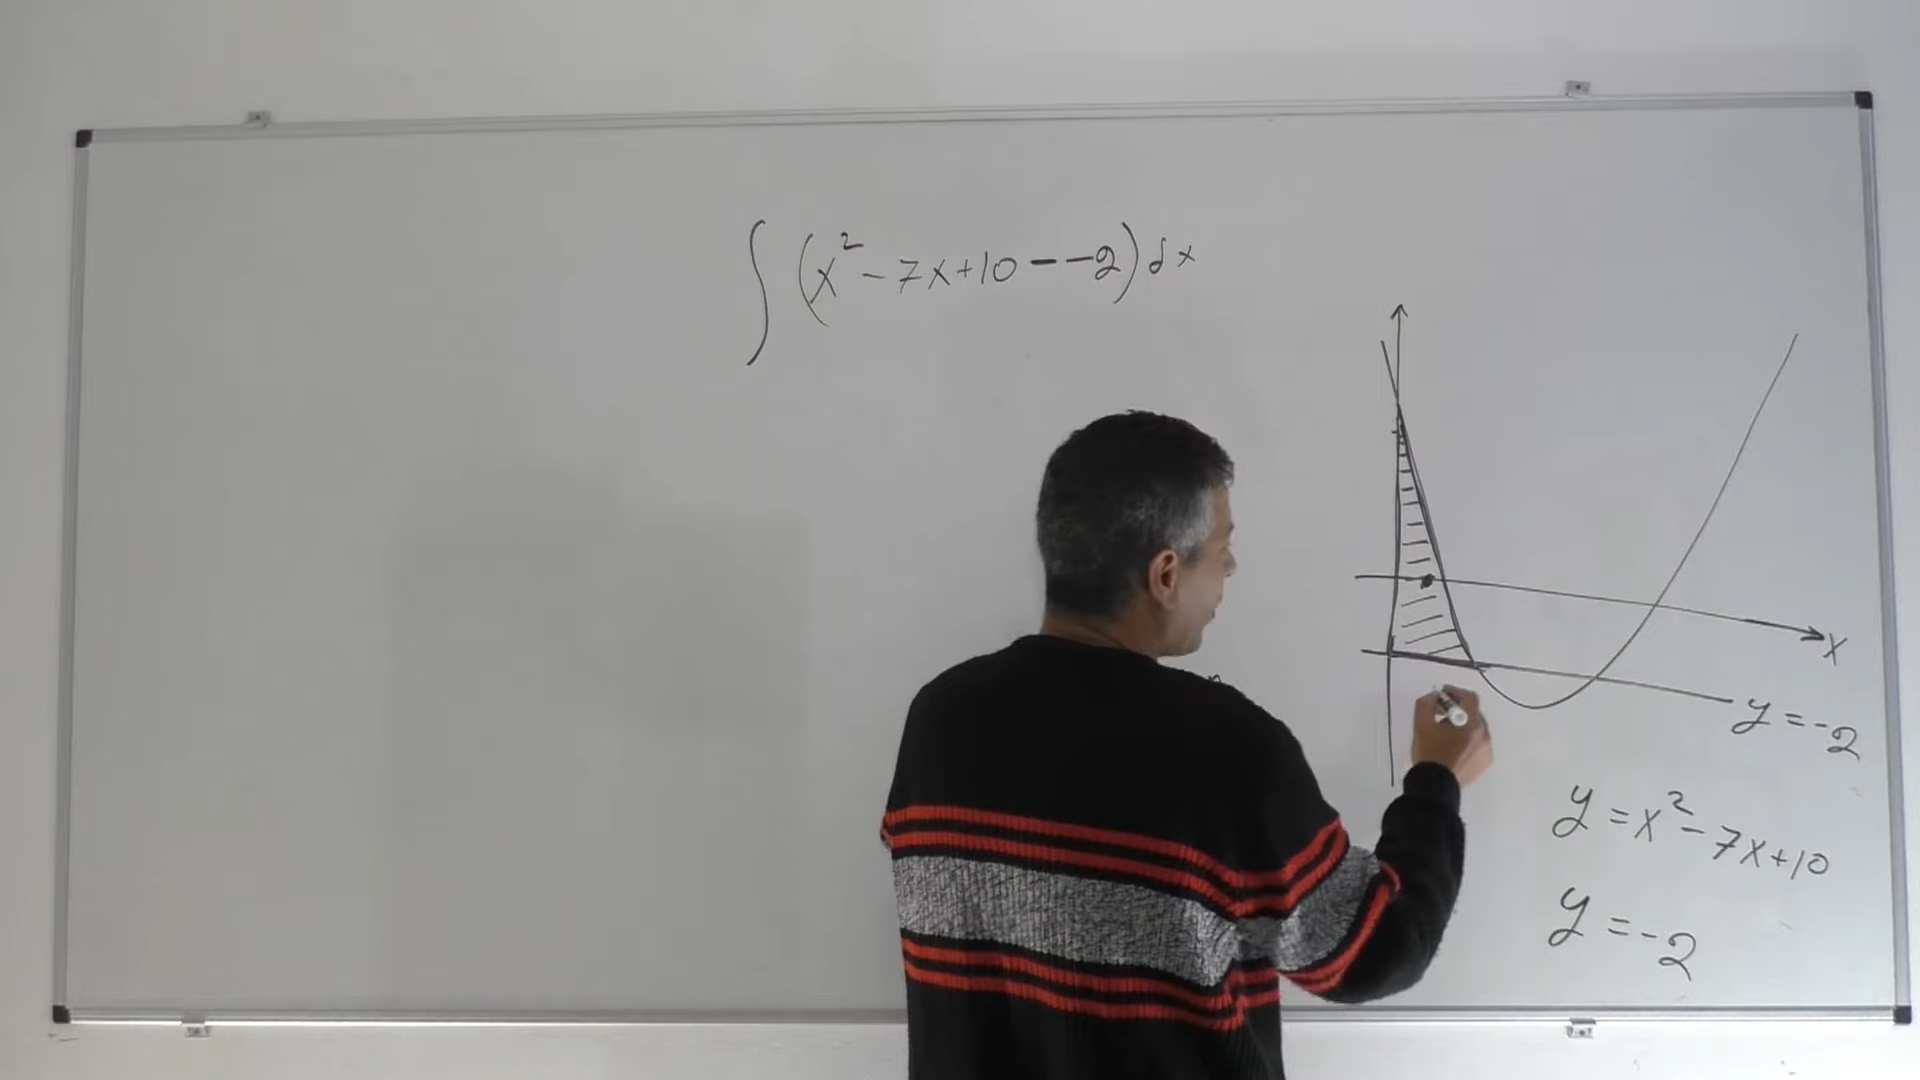 ∫ (x² - 7x + 10 - -2) dx
x
y = -2
y = x² - 7x + 10
y = -2